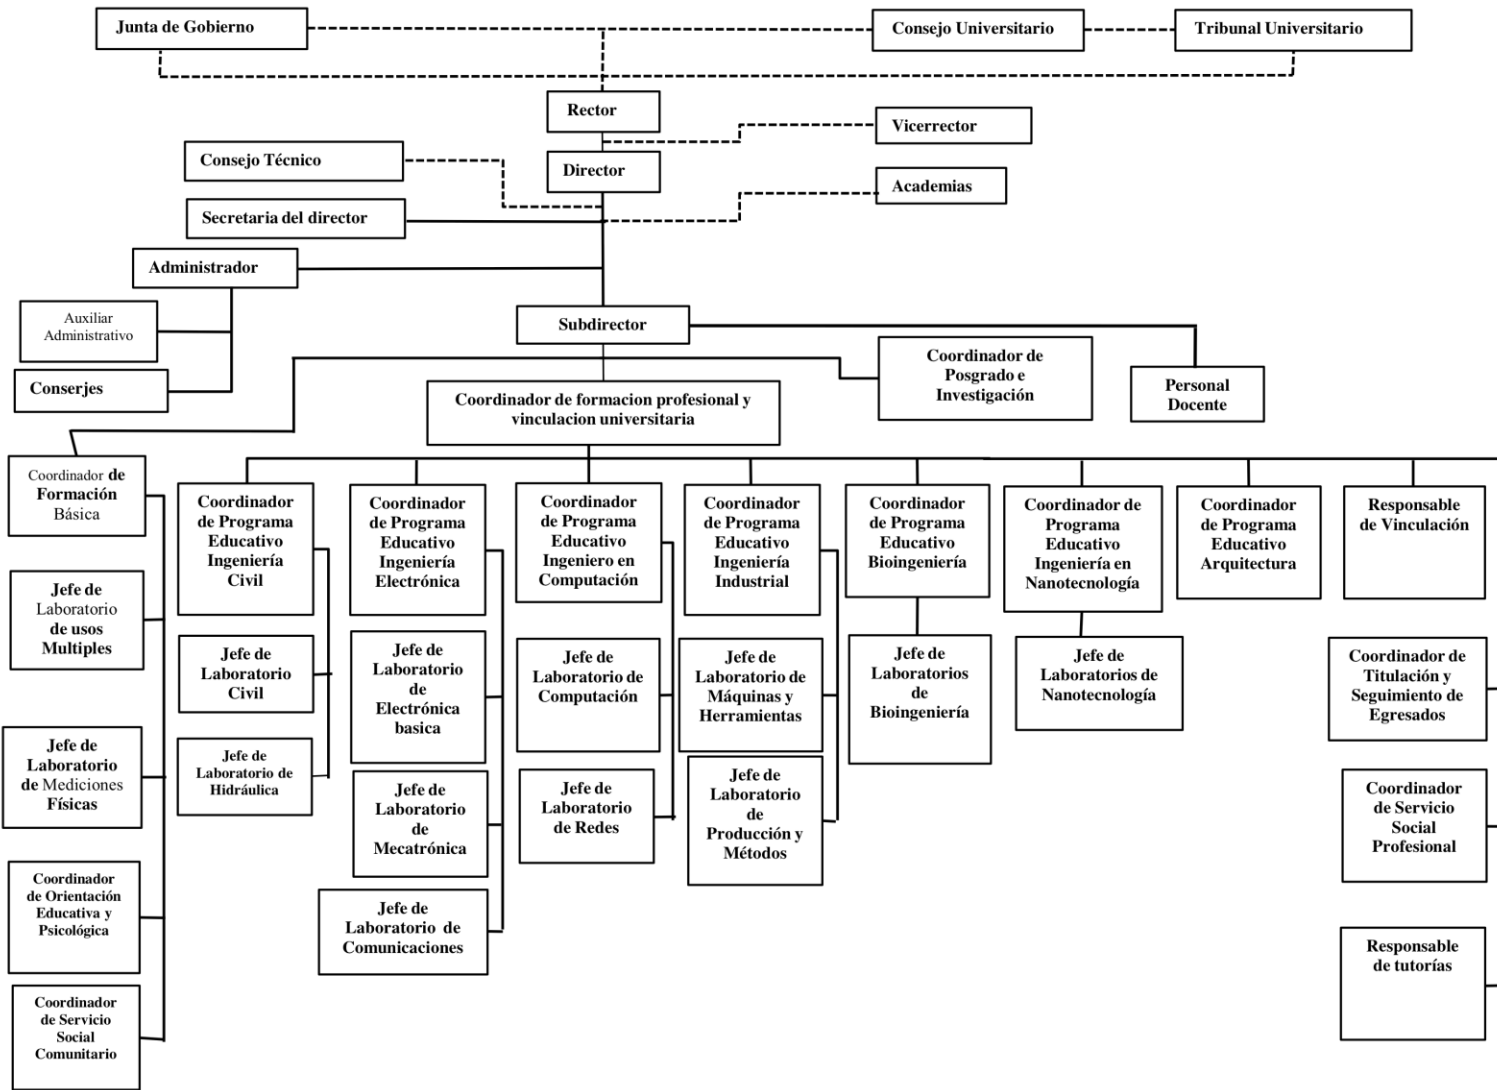 Junta de Gobierno
Consejo Universitario
Tribunal Universitario
Rector
Vicerrector
Consejo Técnico
Director
Academias
Secretaria del director
Administrador
Auxiliar
Administrativo
Subdirector
Conserjes
Coordinador de
Posgrado e
Investigación
Personal
Docente
Coordinador de formacion profesional y
vinculacion universitaria
Coordinador de
Formación
Básica
Coordinador
de Programa
Educativo
Ingeniería
Civil
Coordinador
de Programa
Educativo
Ingeniería
Electrónica
Coordinador
de Programa
Educativo
Ingeniero en
Computación
Coordinador
de Programa
Educativo
Ingeniería
Industrial
Coordinador
de Programa
Educativo
Bioingeniería
Coordinador de
Programa
Educativo
Ingeniería en
Nanotecnología
Coordinador
de Programa
Educativo
Arquitectura
Responsable
de Vinculación
Jefe de
Laboratorio
de usos
Multiples
Jefe de
Laboratorio
Civil
Jefe de
Laboratorio
de
Electrónica
basica
Jefe de
Laboratorio de
Computación
Jefe de
Laboratorio de
Máquinas y
Herramientas
Jefe de
Laboratorios
de
Bioingeniería
Jefe de
Laboratorios de
Nanotecnología
Coordinador de
Titulación y
Seguimiento de
Egresados
Jefe de
Laboratorio
de Mediciones
Físicas
Jefe de
Laboratorio de
Hidráulica
Jefe de
Laboratorio
de
Mecatrónica
Jefe de
Laboratorio
de Redes
Jefe de
Laboratorio
de
Producción y
Métodos
Coordinador
de Servicio
Social
Profesional
Coordinador
de Orientación
Educativa y
Psicológica
Jefe de
Laboratorio de
Comunicaciones
Responsable
de tutorías
Coordinador
de Servicio
Social
Comunitario